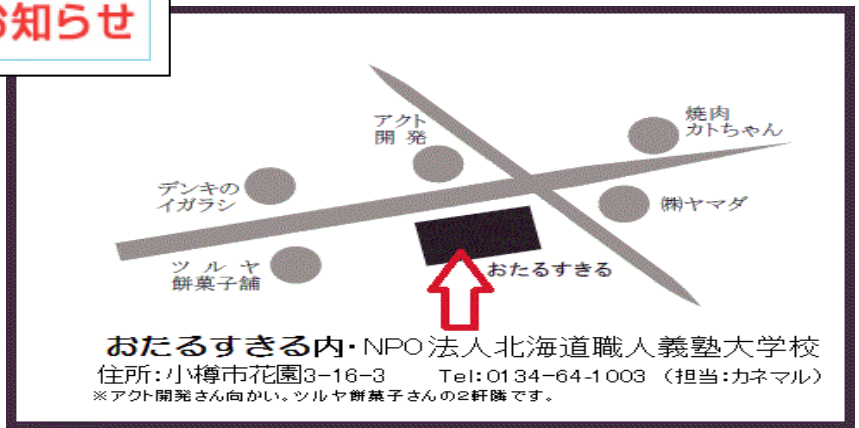 お知らせ
アクト
開発
焼肉
カトちゃん
デンキの
イガラシ
㈱ヤマダ
ツルヤ
餅菓子舗
おたるすきる
おたるすきる内・NPO法人北海道職人義塾大学校
住所:小樽市花園3-16-3　Tel:0134-64-1003 (担当:カネマル)
※アクト開発さん向かい。ツルヤ餅菓子さんの2軒隣です。